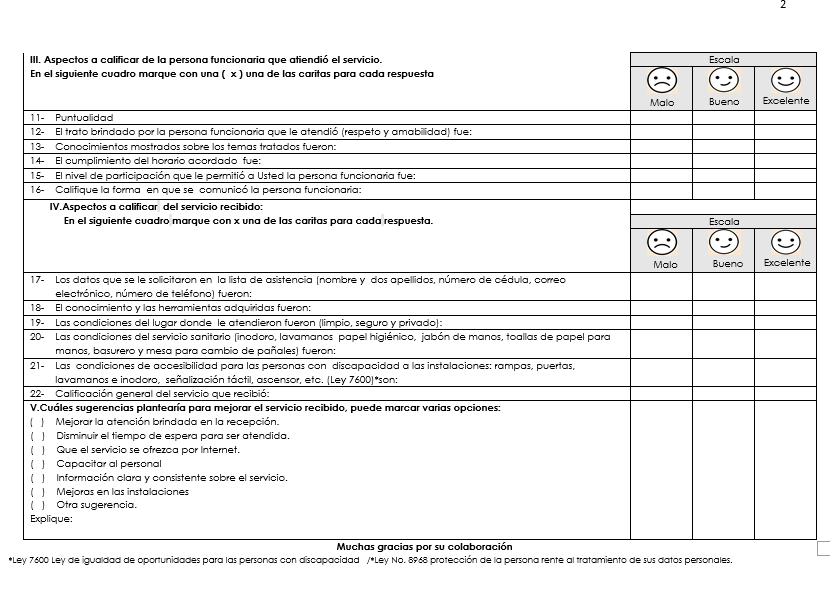 2
III. Aspectos a calificar de la persona funcionaria que atiendió el servicio.
En el siguiente cuadro marque con una ( x ) una de las caritas para cada respuesta
Escala
Malo Bueno Excelente
11- Puntualidad
12- El trato brindado por la persona funcionaria que le atendió (respeto y amabilidad) fue:
13- Conocimientos mostrados sobre los temas tratados fueron:
14- El cumplimiento del horario acordado fue:
15- El nivel de participación que le permitió a Usted la persona funcionaria fue:
16- Califique la forma en que se comunicó la persona funcionaria:
IV.Aspectos a calificar del servicio recibido:
En el siguiente cuadro marque con x una de las caritas para cada respuesta.
Escala
Malo Bueno Excelente
17- Los datos que se le solicitaron en la lista de asistencia (nombre y dos apellidos, número de cédula, correo
electrónico, número de teléfono) fueron:
18- El conocimiento y las herramientas adquiridas fueron:
19- Las condiciones del lugar donde le atendieron fueron (limpio, seguro y privado):
20- Las condiciones del servicio sanitario (inodoro, lavamanos papel higiénico, jabón de manos, toallas de papel para
manos, basurero y mesa para cambio de pañales) fueron:
21- Las condiciones de accesibilidad para las personas con discapacidad a las instalaciones: rampas, puertas,
lavamanos e inodoro, señalización táctil, ascensor, etc. (Ley 7600)*son:
22- Calificación general del servicio que recibió:
V.Cuáles sugerencias plantearía para mejorar el servicio recibido, puede marcar varias opciones:
( ) Mejorar la atención brindada en la recepción.
( ) Disminuir el tiempo de espera para ser atendida.
( ) Que el servicio se ofrezca por Internet.
( ) Capacitar al personal
( ) Información clara y consistente sobre el servicio.
( ) Mejoras en las instalaciones
( ) Otra sugerencia.
Explique:
Muchas gracias por su colaboración
*Ley 7600 Ley de igualdad de oportunidades para las personas con discapacidad /*Ley No. 8968 protección de la persona rente al tratamiento de sus datos personales.